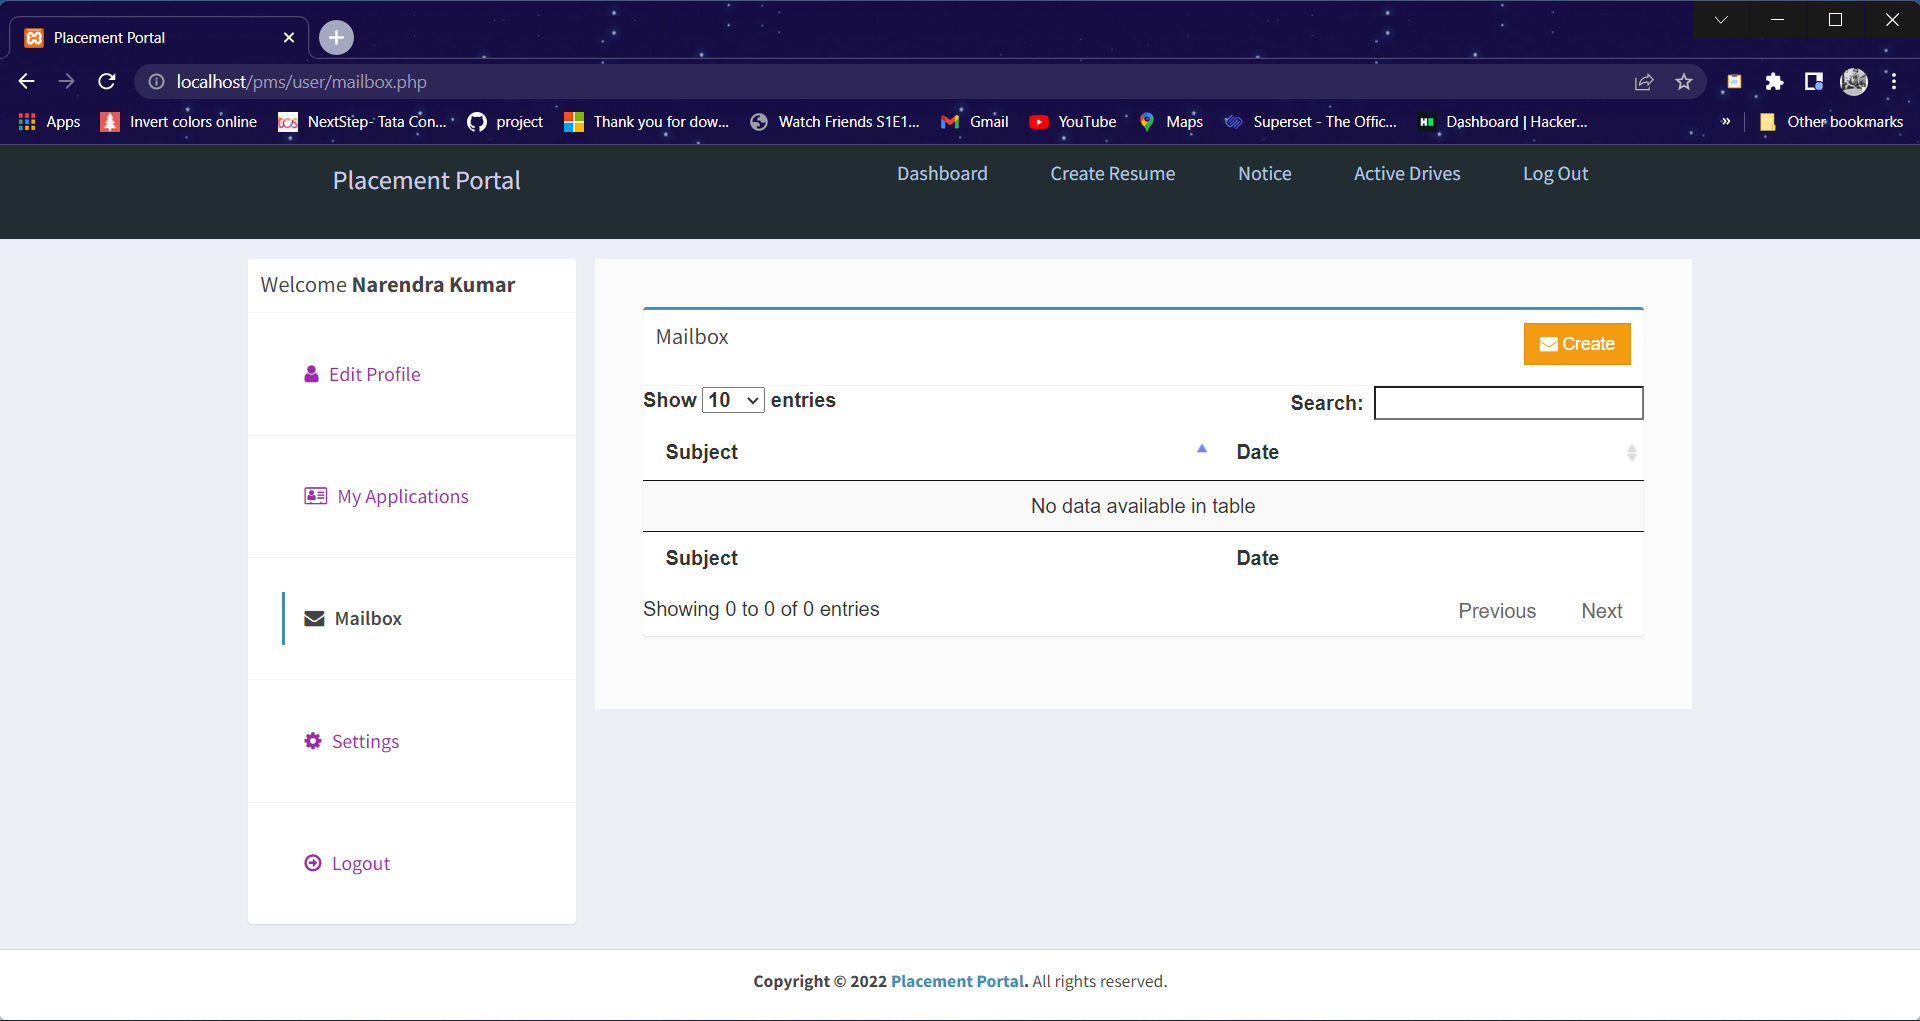 Placement Portal
localhost/pms/user/mailbox.php
Apps Invert colors online NextStep- Tata Con... project Thank you for dow... Watch Friends S1E1... Gmail YouTube Maps Superset - The Offic... Dashboard | Hacker... » Other bookmarks
Placement Portal Dashboard Create Resume Notice Active Drives Log Out
Welcome Narendra Kumar
Edit Profile
My Applications
Mailbox
Settings
Logout
Mailbox Create
Show 10 entries Search:
Subject Date
No data available in table
Subject Date
Showing 0 to 0 of 0 entries Previous Next
Copyright © 2022 Placement Portal. All rights reserved.